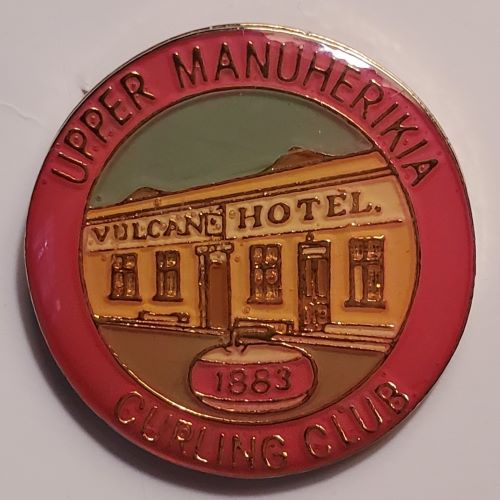 UPPER MANUHERIKIA
VULCAN HOTEL.
1883
CURLING CLUB